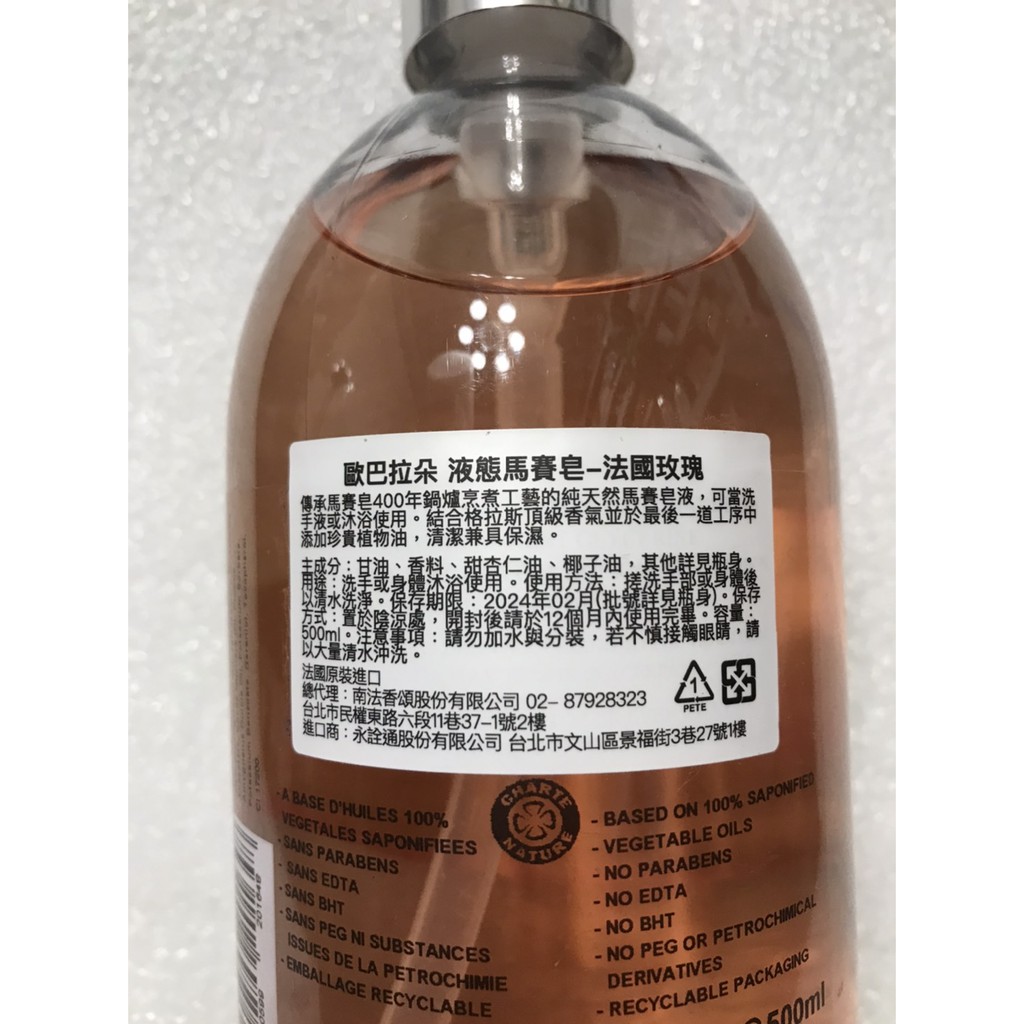 歐巴拉朵 液態馬賽皂-法國玫瑰
傳承馬賽皂400年鍋爐烹煮工藝的純天然馬賽皂液，可當洗
手液或沐浴使用。結合格拉斯頂級香氣並於最後一道工序中
添加珍貴植物油，清潔兼具保濕。
主成分：甘油、香料、甜杏仁油、椰子油，其他詳見瓶身。
用途：洗手或身體沐浴使用。使用方法：搓洗手部或身體後
以清水洗淨。保存期限：2024年02月(批號詳見瓶身)。保存
方式：置於陰涼處，開封後請於12個月內使用完畢。容量：
500ml。注意事項：請勿加水與分裝，若不慎接觸眼睛，請
以大量清水沖洗。
法國原裝進口
總代理：南法香頌股份有限公司 02- 87928323
台北市民權東路六段11巷37-1號2樓
進口商：永詮通股份有限公司 台北市文山區景福街3巷27號1樓
1
PETE
CI 17200
- A BASE D'HUILES 100%
VEGETALES SAPONIFIEES
- SANS PARABENS
- SANS EDTA
- SANS BHT
- SANS PEG NI SUBSTANCES
ISSUES DE LA PETROCHIMIE
- EMBALLAGE RECYCLABLE
CHARTE
NATURE
- BASED ON 100% SAPONIFIED
- VEGETABLE OILS
- NO PARABENS
- NO EDTA
- NO BHT
- NO PEG OR PETROCHIMICAL
DERIVATIVES
- RECYCLABLE PACKAGING
500ml
201649